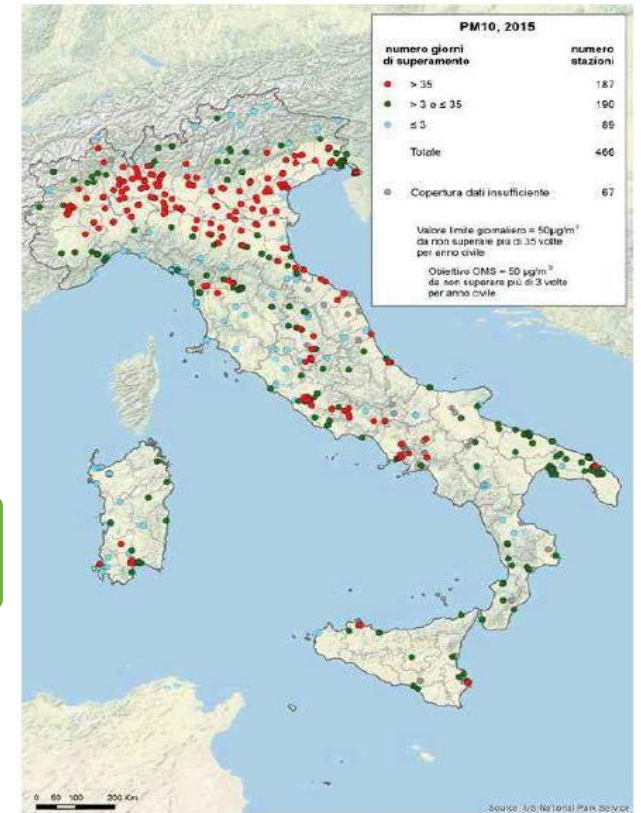 PM10, 2015
numero giorni di superamento
numero stazioni
> 35 187
> 3 e ≤ 35 190
≤ 3 89
Totale 466
Copertura dati insufficiente 67
Valore limite giornaliero = 50µg/m³
da non superare più di 35 volte
per anno civile
Obiettivo OMS = 50 µg/m³
da non superare più di 3 volte
per anno civile
0 50 100 200 Km
Source: US National Park Service